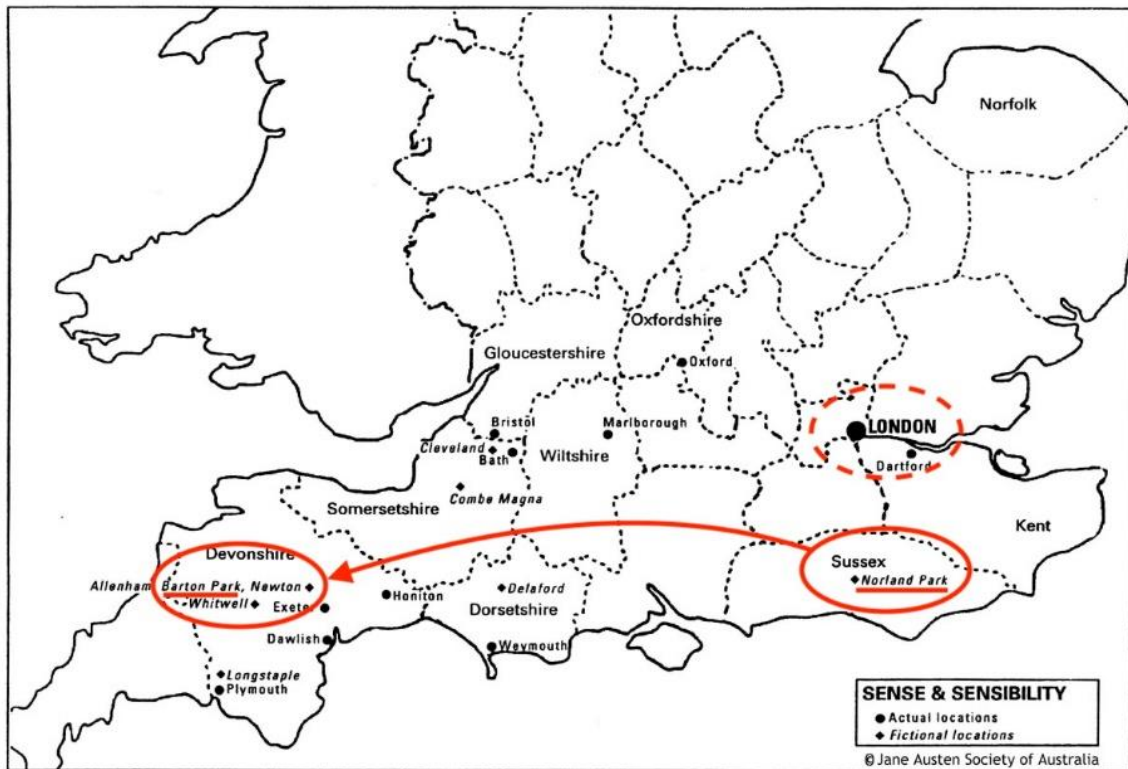 Norfolk
Oxfordshire
Gloucestershire
Oxford
Bristol
Marlborough
LONDON
Cleveland
Bath
Wiltshire
Dartford
Combe Magna
Somersetshire
Kent
Devonshire
Sussex
Allenham Barton Park, Newton
Honiton
Delaford
Norland Park
Whitwell
Exeter
Dorsetshire
Dawlish
Weymouth
Longstaple
Plymouth
SENSE & SENSIBILITY
Actual locations
Fictional locations
© Jane Austen Society of Australia